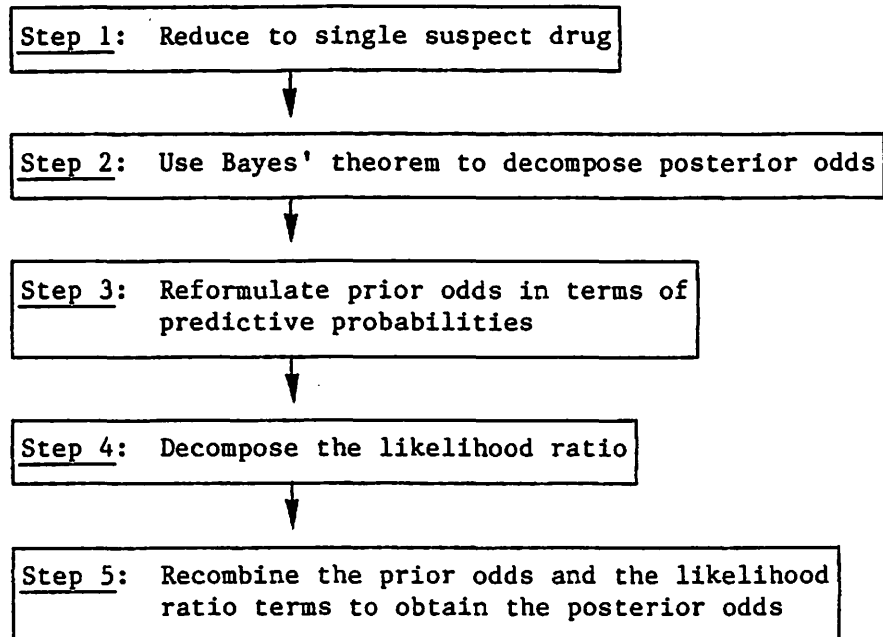 Step 1: Reduce to single suspect drug
Step 2: Use Bayes' theorem to decompose posterior odds
Step 3: Reformulate prior odds in terms of
predictive probabilities
Step 4: Decompose the likelihood ratio
Step 5: Recombine the prior odds and the likelihood
ratio terms to obtain the posterior odds